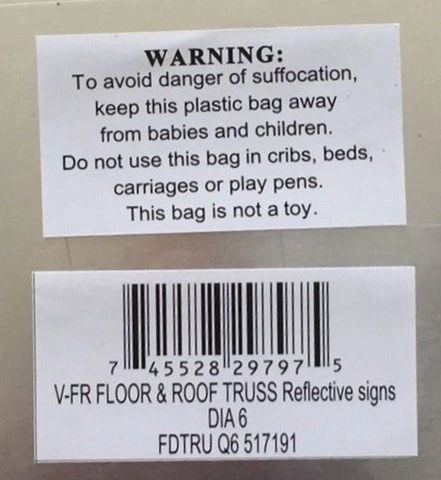 WARNING:
To avoid danger of suffocation,
keep this plastic bag away
from babies and children.
Do not use this bag in cribs, beds,
carriages or play pens.
This bag is not a toy.
7 45528 29797 5
V-FR FLOOR & ROOF TRUSS Reflective signs
DIA 6
FDTRU Q6 517191